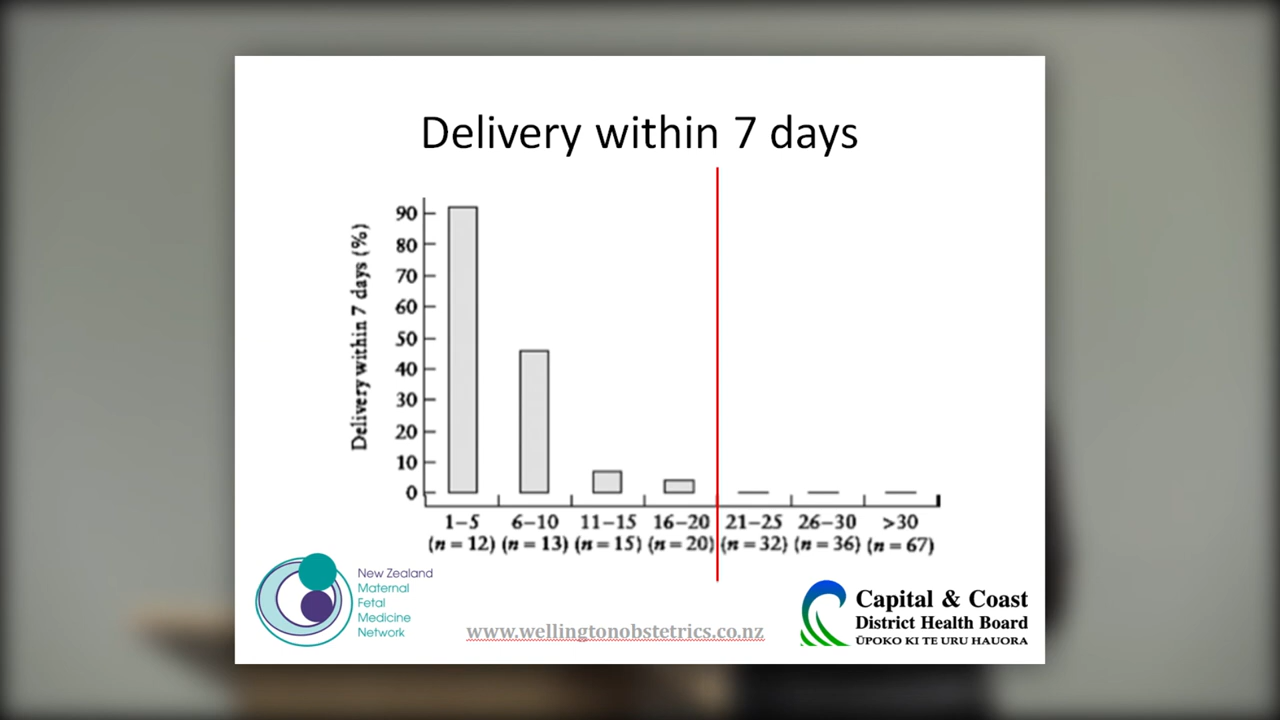 Delivery within 7 days
Delivery within 7 days (%)
90
80
70
60
50
40
30
20
10
0
1–5 6–10 11–15 16–20 21–25 26–30 >30
(n = 12) (n = 13) (n = 15) (n = 20) (n = 32) (n = 36) (n = 67)
New Zealand
Maternal
Fetal
Medicine
Network
www.wellingtonobstetrics.co.nz
Capital & Coast
District Health Board
ŪPOKO KI TE URU HAUORA